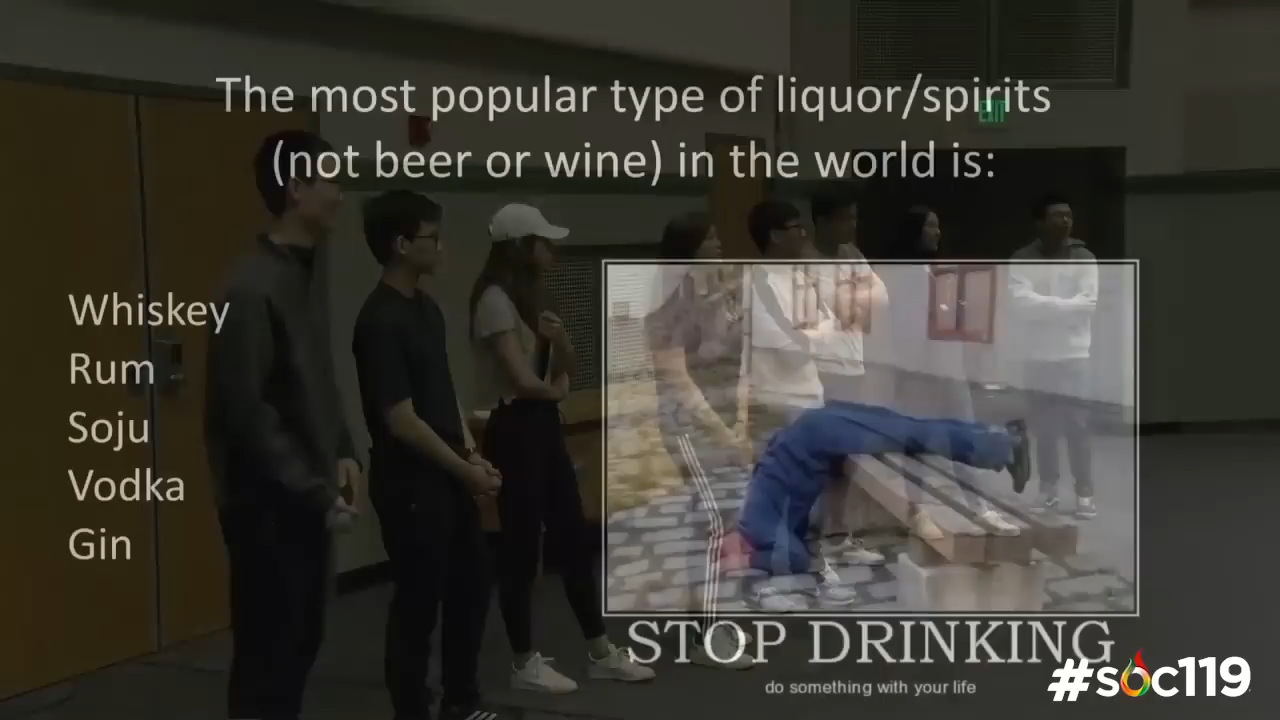 The most popular type of liquor/spirits
(not beer or wine) in the world is:
EXIT
Whiskey
Rum
Soju
Vodka
Gin
STOP DRINKING
do something with your life
#soc119